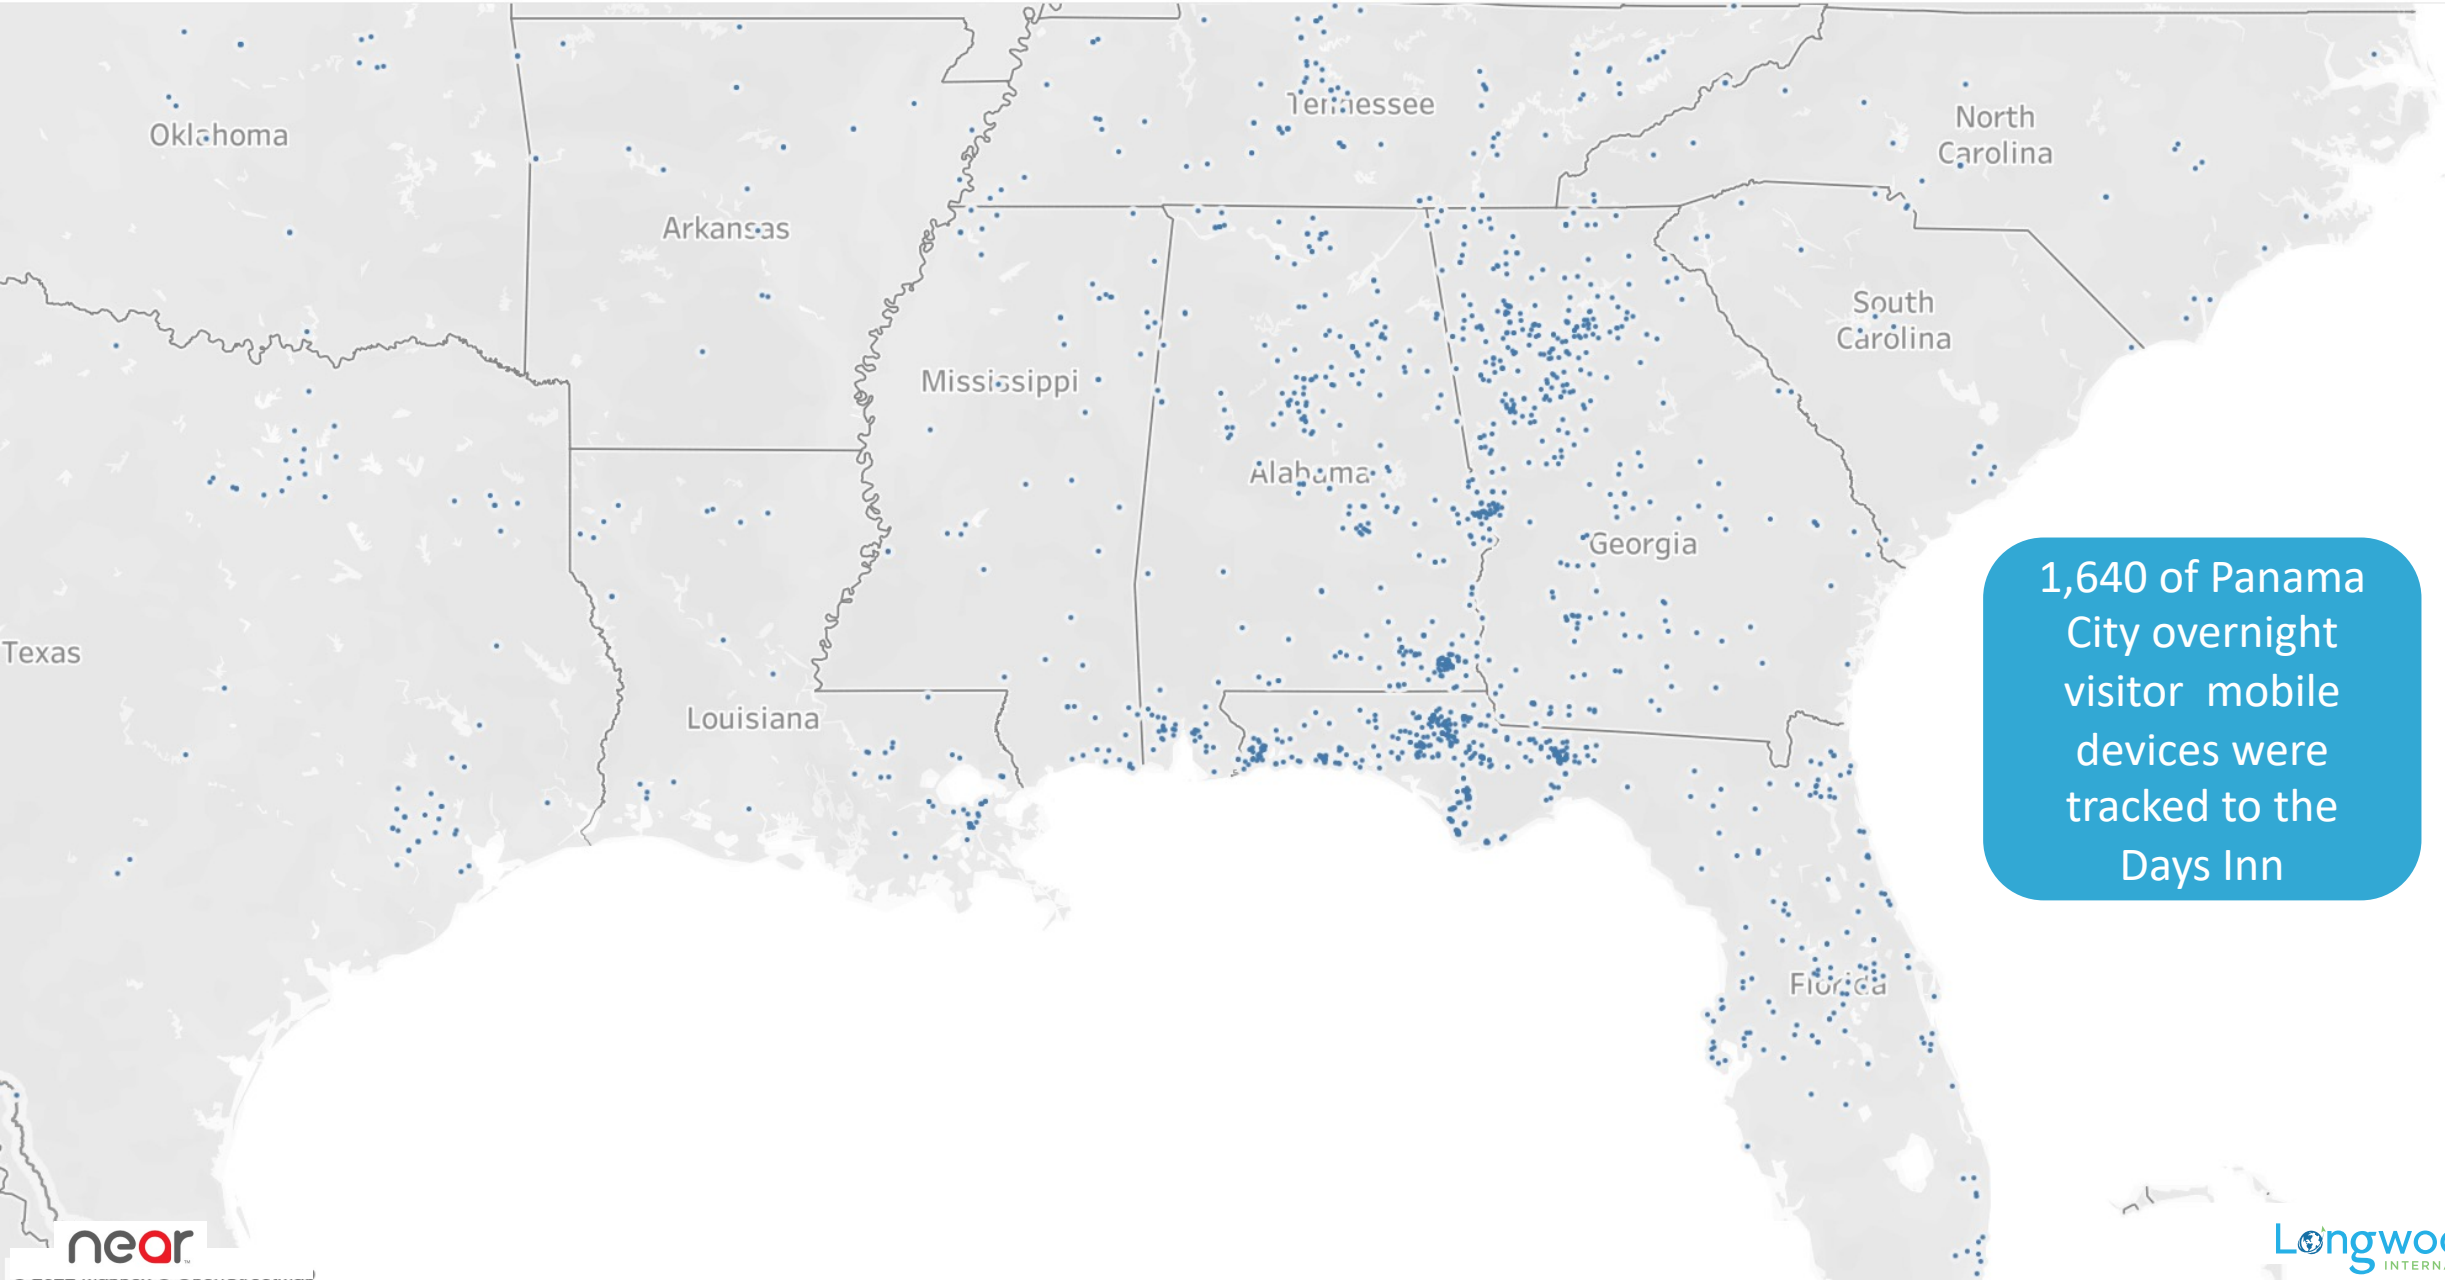 Oklahoma
Tennessee
North
Carolina
Arkansas
South
Carolina
Mississippi
Alabama
Georgia
Texas
Louisiana
Florida
1,640 of Panama
City overnight
visitor mobile
devices were
tracked to the
Days Inn
near